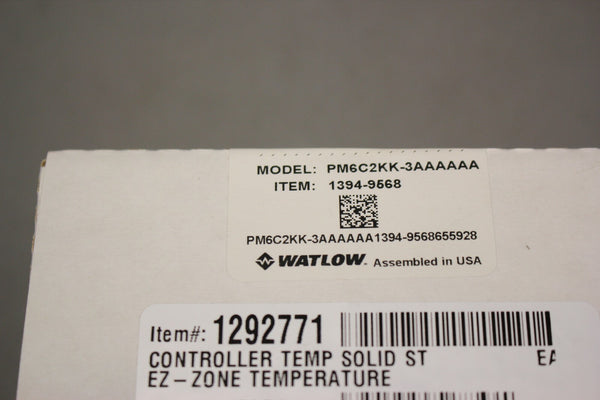 MODEL: PM6C2KK-3AAAAAA
ITEM: 1394-9568
PM6C2KK-3AAAAAA1394-9568655928
WATLOW. Assembled in USA
Item#: 1292771
CONTROLLER TEMP SOLID ST EA
EZ-ZONE TEMPERATURE